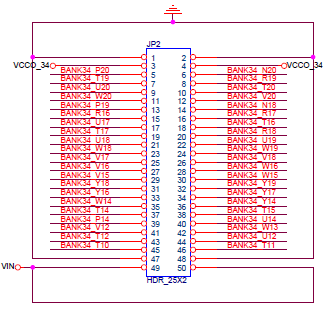 JP2
1 2
VCCO_34 3 4 VCCO_34
BANK34_P20 5 6 BANK34_N20
BANK34_T19 7 8 BANK34_R19
BANK34_U20 9 10 BANK34_T20
BANK34_W20 11 12 BANK34_V20
BANK34_P19 13 14 BANK34_N18
BANK34_R16 15 16 BANK34_R17
BANK34_U17 17 18 BANK34_T16
BANK34_T17 19 20 BANK34_R18
BANK34_U18 21 22 BANK34_U19
BANK34_W18 23 24 BANK34_W19
BANK34_V17 25 26 BANK34_V18
BANK34_V16 27 28 BANK34_W16
BANK34_V15 29 30 BANK34_W15
BANK34_Y18 31 32 BANK34_Y19
BANK34_Y16 33 34 BANK34_Y17
BANK34_W14 35 36 BANK34_Y14
BANK34_T14 37 38 BANK34_T15
BANK34_P14 39 40 BANK34_U14
BANK34_V12 41 42 BANK34_W13
BANK34_T12 43 44 BANK34_U12
BANK34_T10 45 46 BANK34_T11
47 48
VIN 49 50
HDR_25X2